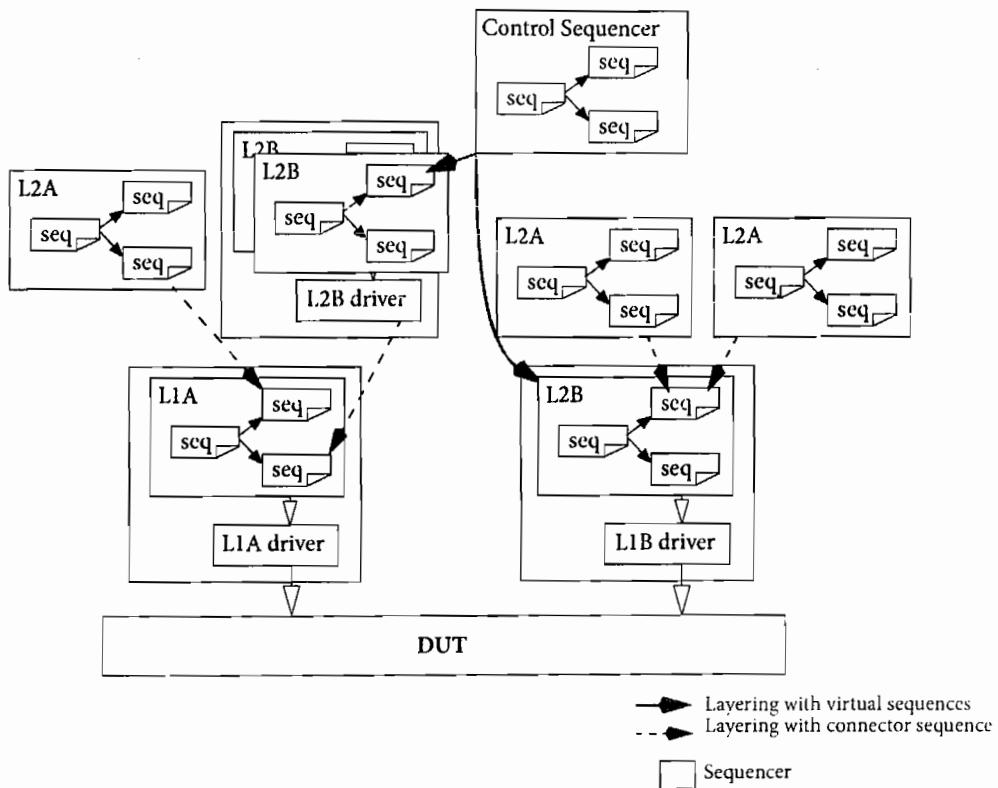 Control Sequencer
seq
seq
seq
L2B
L2B
seq
seq
seq
L2B driver
L2A
seq
seq
seq
L2A
seq
seq
seq
L2A
seq
seq
seq
L1A
seq
seq
seq
L1A driver
L2B
seq
seq
seq
L1B driver
DUT
Layering with virtual sequences
Layering with connector sequence
Sequencer